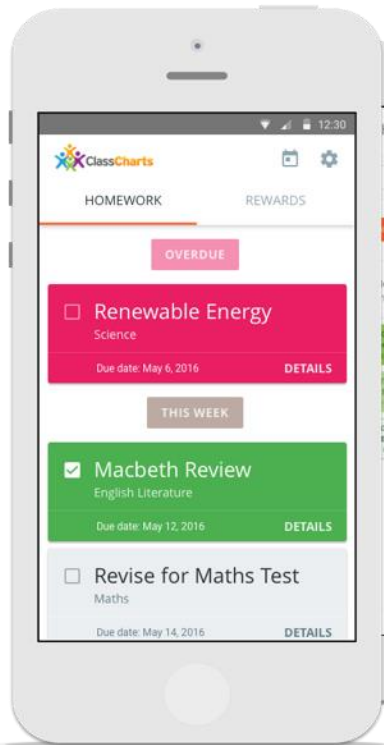 12:30
ClassCharts
HOMEWORK REWARDS
OVERDUE
Renewable Energy
Science
Due date: May 6, 2016 DETAILS
THIS WEEK
Macbeth Review
English Literature
Due date: May 12, 2016 DETAILS
Revise for Maths Test
Maths
Due date: May 14, 2016 DETAILS